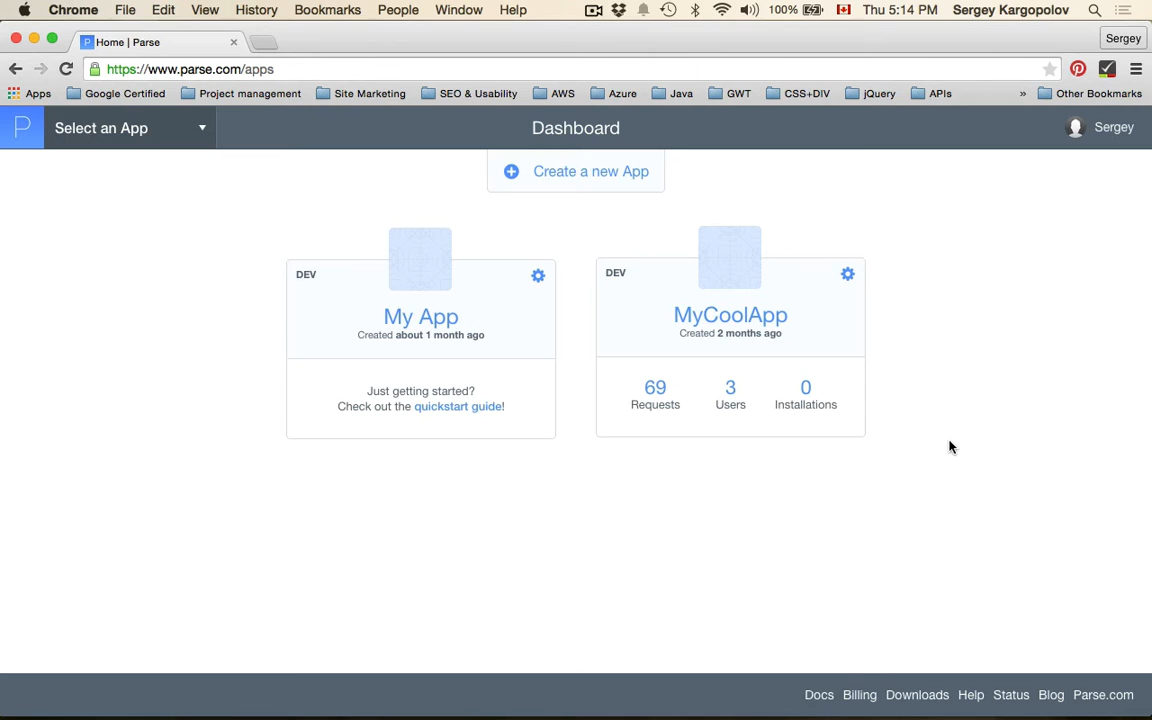 Chrome File Edit View History Bookmarks People Window Help 100% Thu 5:14 PM Sergey Kargopolov
Home | Parse Sergey
https://www.parse.com/apps
Apps Google Certified Project management Site Marketing SEO & Usability AWS Azure Java GWT CSS+DIV jQuery APIs » Other Bookmarks
P Select an App Dashboard Sergey
Create a new App
DEV
My App
Created about 1 month ago
Just getting started?
Check out the quickstart guide!
DEV
MyCoolApp
Created 2 months ago
69 3 0
Requests Users Installations
Docs Billing Downloads Help Status Blog Parse.com